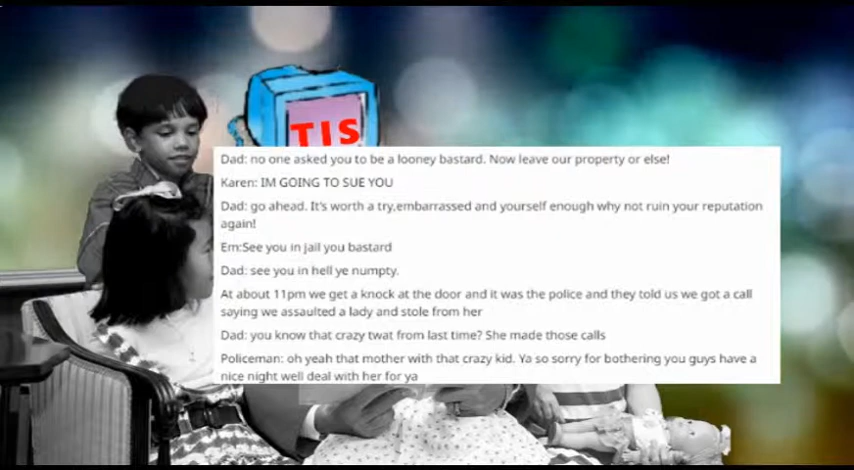 TIS
Dad: no one asked you to be a looney bastard. Now leave our property or else!
Karen: IM GOING TO SUE YOU
Dad: go ahead. It's worth a try,embarrassed and yourself enough why not ruin your reputation
again!
Em:See you in jail you bastard
Dad: see you in hell ye numpty.
At about 11pm we get a knock at the door and it was the police and they told us we got a call
saying we assaulted a lady and stole from her
Dad: you know that crazy twat from last time? She made those calls
Policeman: oh yeah that mother with that crazy kid. Ya so sorry for bothering you guys have a
nice night well deal with her for ya